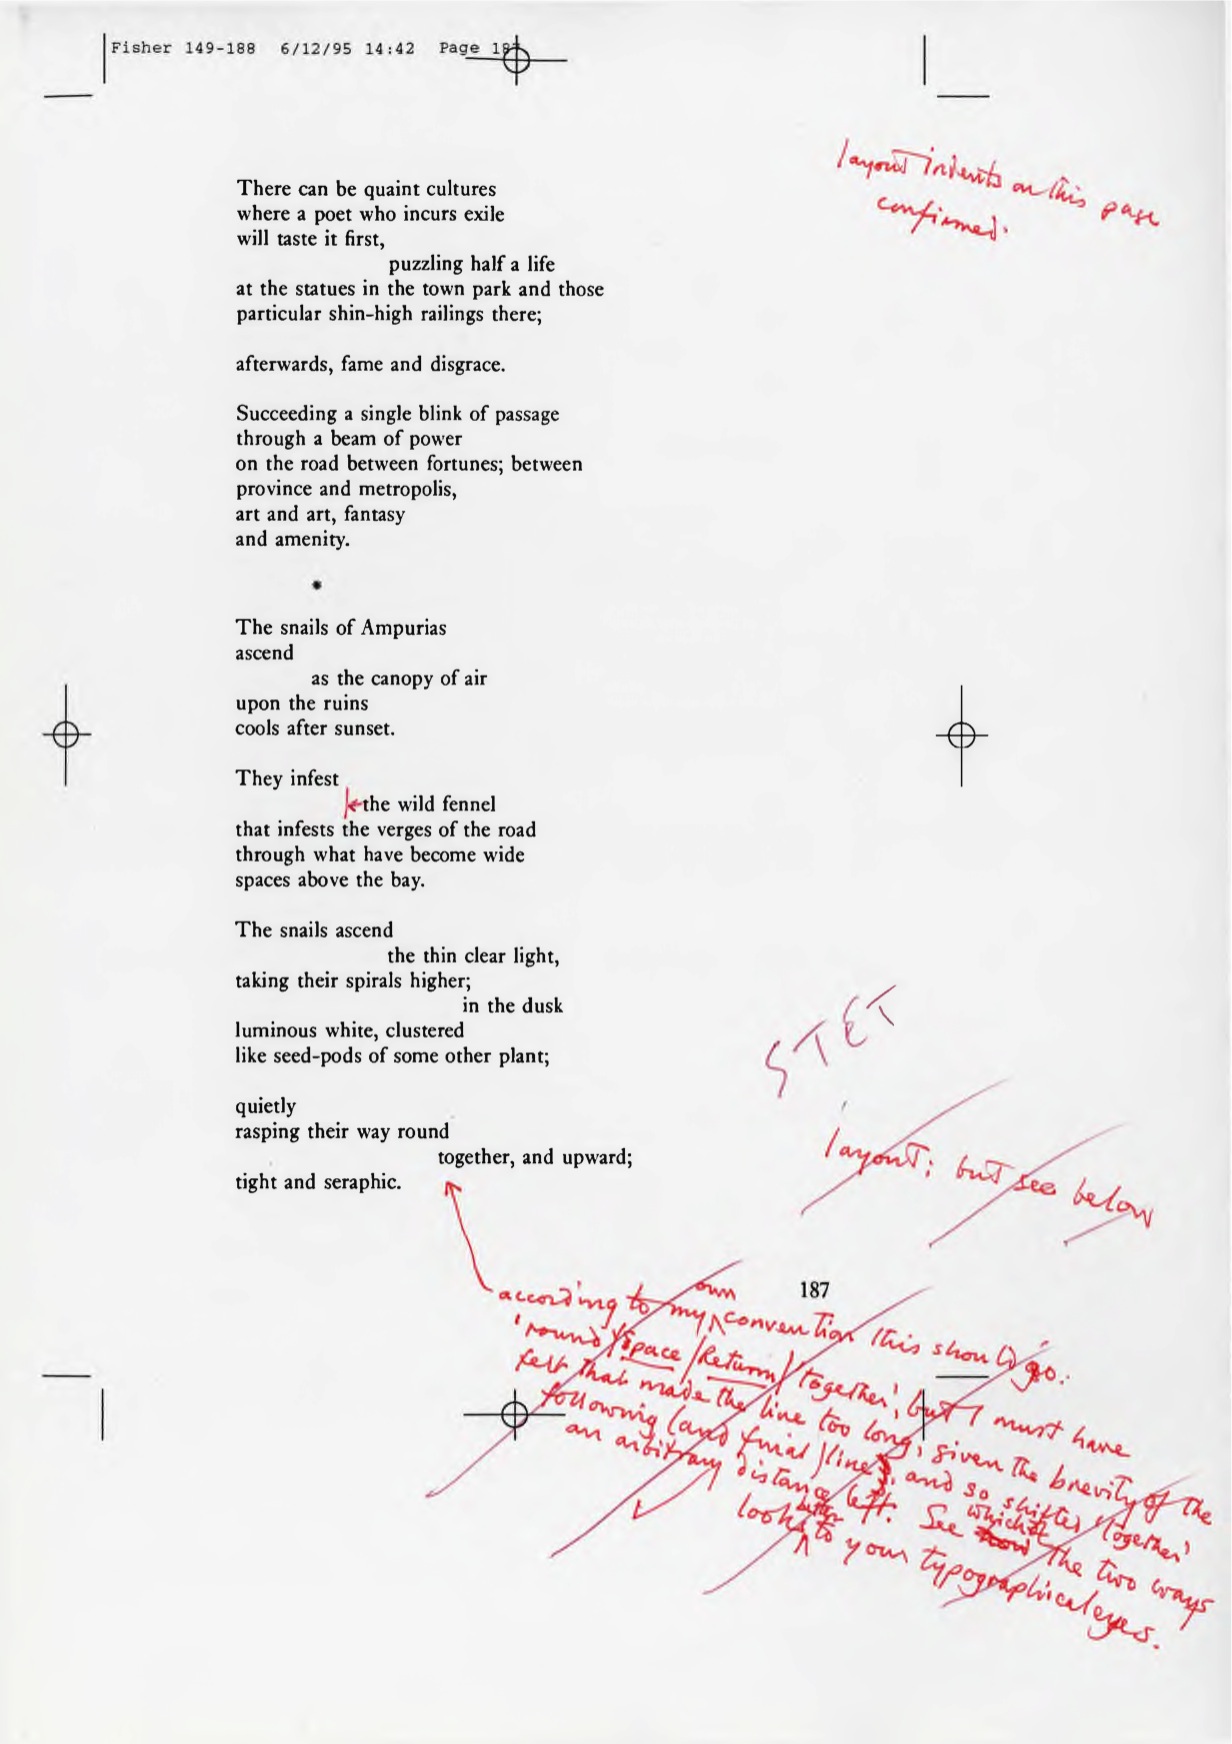 Fisher 149-188 6/12/95 14:42 Page 187
layout indents on this page
confirmed.
There can be quaint cultures
where a poet who incurs exile
will taste it first,
puzzling half a life
at the statues in the town park and those
particular shin-high railings there;
afterwards, fame and disgrace.
Succeeding a single blink of passage
through a beam of power
on the road between fortunes; between
province and metropolis,
art and art, fantasy
and amenity.
*
The snails of Ampurias
ascend
as the canopy of air
upon the ruins
cools after sunset.
They infest
the wild fennel
that infests the verges of the road
through what have become wide
spaces above the bay.
The snails ascend
the thin clear light,
taking their spirals higher;
in the dusk
luminous white, clustered
like seed-pods of some other plant;
quietly
rasping their way round
together, and upward;
tight and seraphic.
STET
layout; but see below
187
according to my own convention this should go:
'round/Space/Return/'together', but I must have
felt that made the line too long, given the brevity of the
following (and final) line; and so shifted 'together'
an arbitrary distance left. See which of the two ways
looks better to your typographical eyes.